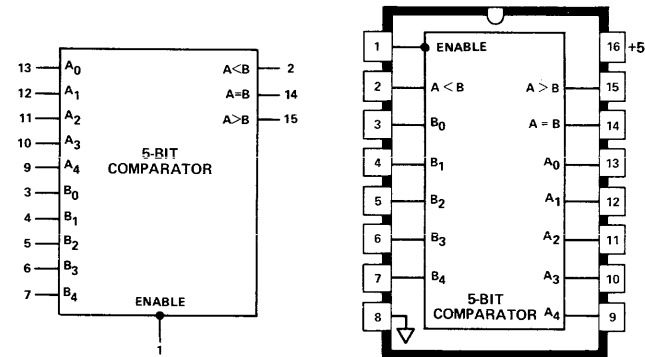 13 A0 A<B 2
12 A1 A=B 14
11 A2 A>B 15
10 A3
9 A4
5-BIT
COMPARATOR
3 B0
4 B1
5 B2
6 B3
7 B4
ENABLE
1
1 ENABLE 16 +5
2 A<B A>B 15
3 B0 A=B 14
4 B1 A0 13
5 B2 A1 12
6 B3 A2 11
7 B4 A3 10
5-BIT
COMPARATOR
8 A4 9